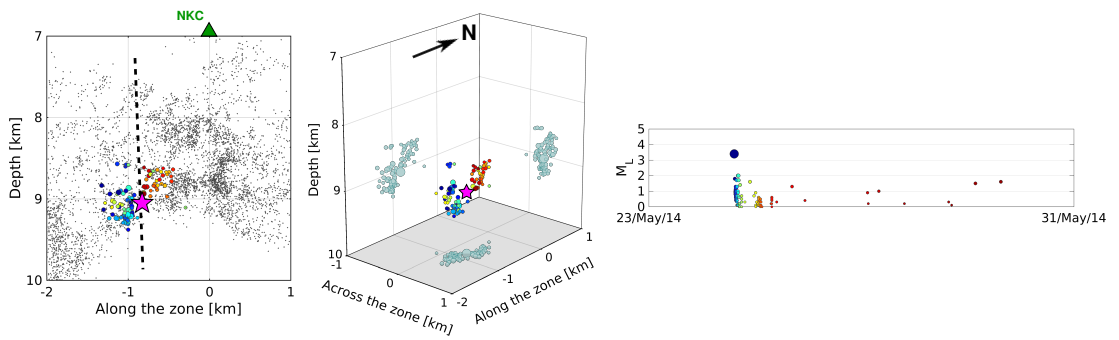 NKC
7
8
9
10
-2
-1
0
1
Depth [km]
Along the zone [km]
N
7
8
9
10
Depth [km]
-1
0
1
Across the zone [km]
-2
-1
0
1
Along the zone [km]
5
4
3
2
1
0
ML
23/May/14
31/May/14